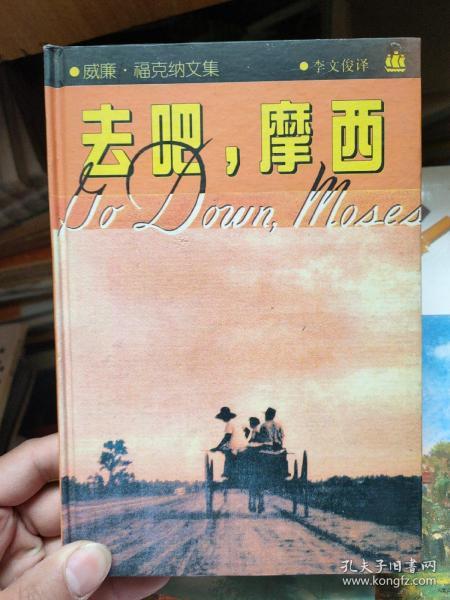 ●威廉·福克纳文集
●李文俊译
去吧，摩西
Go Down, Moses
孔夫子旧书网
www.kongfz.com